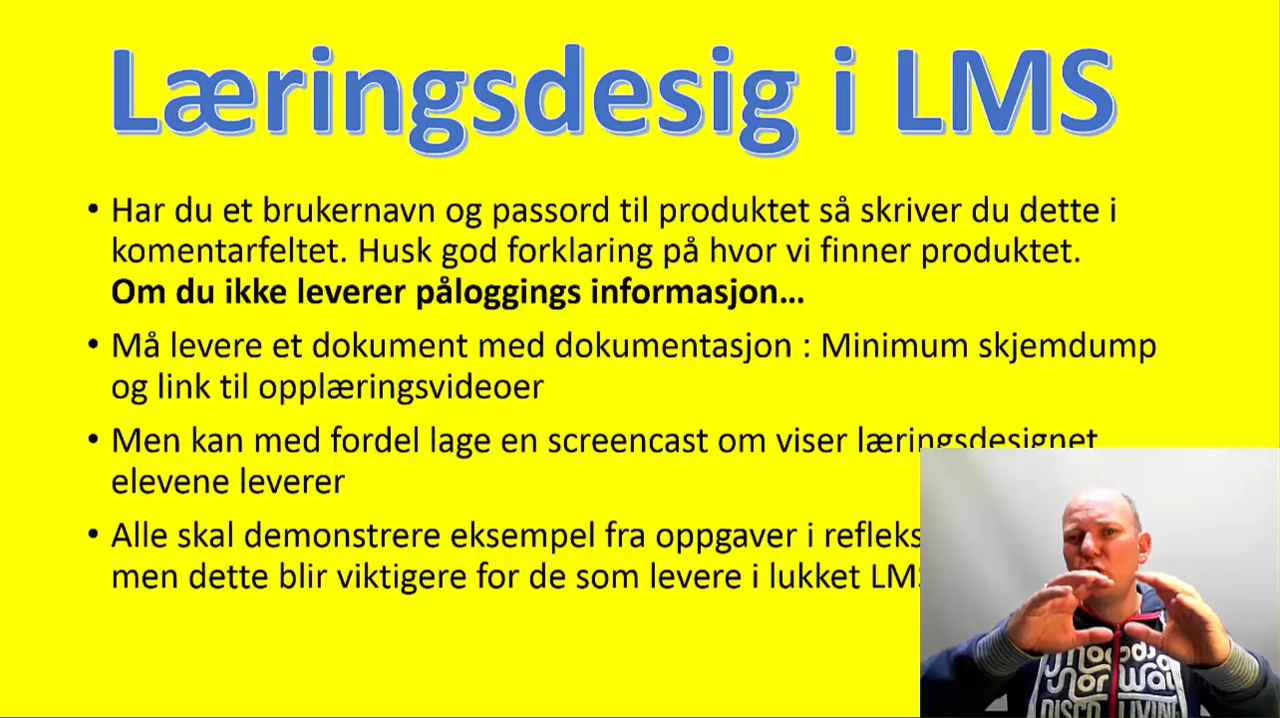 Læringsdesig i LMS
• Har du et brukernavn og passord til produktet så skriver du dette i
komentarfeltet. Husk god forklaring på hvor vi finner produktet.
Om du ikke leverer påloggings informasjon...
• Må levere et dokument med dokumentasjon : Minimum skjemdump
og link til opplæringsvideoer
• Men kan med fordel lage en screencast om viser læringsdesignet
elevene leverer
• Alle skal demonstrere eksempel fra oppgaver i
men dette blir viktigere for de som levere i lukket